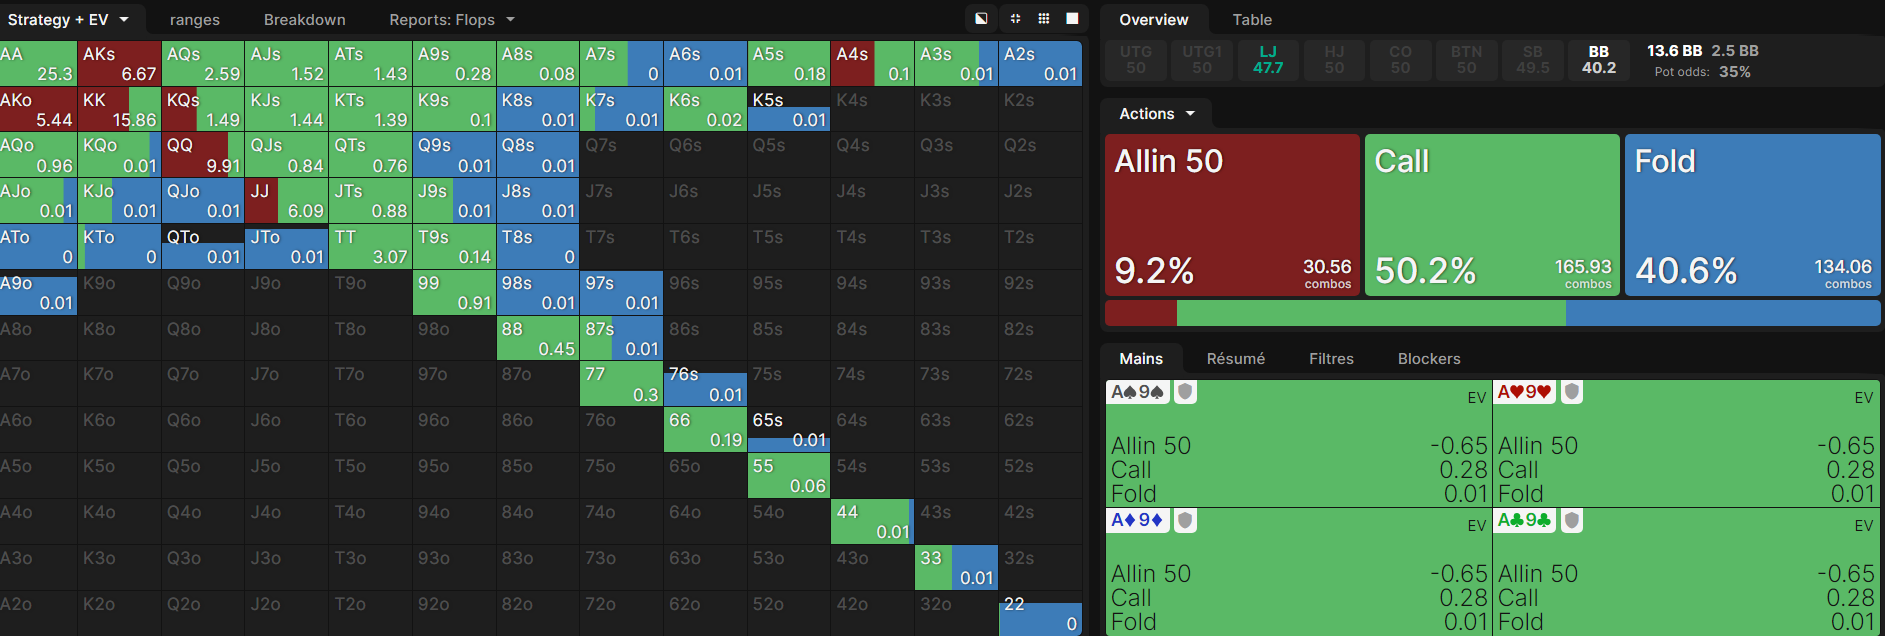 Strategy + EV ranges Breakdown Reports: Flops
AA AKs AQs AJs ATs A9s A8s A7s A6s A5s A4s A3s A2s
25.3 6.67 2.59 1.52 1.43 0.28 0.08 0 0.01 0.18 0.1 0.01 0.01
AKo KK KQs KJs KTs K9s K8s K7s K6s K5s K4s K3s K2s
5.44 15.86 1.49 1.44 1.39 0.1 0.01 0.01 0.02 0.01
AQo KQo QQ QJs QTs Q9s Q8s Q7s Q6s Q5s Q4s Q3s Q2s
0.96 0.01 9.91 0.84 0.76 0.01 0.01
AJo KJo QJo JJ JTs J9s J8s J7s J6s J5s J4s J3s J2s
0.01 0.01 0.01 6.09 0.88 0.01 0.01
ATo KTo QTo JTo TT T9s T8s T7s T6s T5s T4s T3s T2s
0 0 0.01 0.01 3.07 0.14 0
A9o K9o Q9o J9o T9o 99 98s 97s 96s 95s 94s 93s 92s
0.01 0.91 0.01 0.01
A8o K8o Q8o J8o T8o 98o 88 87s 86s 85s 84s 83s 82s
0.45 0.01
A7o K7o Q7o J7o T7o 97o 87o 77 76s 75s 74s 73s 72s
0.3 0.01
A6o K6o Q6o J6o T6o 96o 86o 76o 66 65s 64s 63s 62s
0.19 0.01
A5o K5o Q5o J5o T5o 95o 85o 75o 65o 55 54s 53s 52s
0.06
A4o K4o Q4o J4o T4o 94o 84o 74o 64o 54o 44 43s 42s
0.01
A3o K3o Q3o J3o T3o 93o 83o 73o 63o 53o 43o 33 32s
0.01
A2o K2o Q2o J2o T2o 92o 82o 72o 62o 52o 42o 32o 22
0
Overview Table
UTG UTG1 LJ HJ CO BTN SB BB
50 50 47.7 50 50 50 49.5 40.2
13.6 BB 2.5 BB
Pot odds: 35%
Actions
Allin 50 Call Fold
9.2% 30.56 combos 50.2% 165.93 combos 40.6% 134.06 combos
Mains Résumé Filtres Blockers
A♠9♠ EV A♥9♥ EV
Allin 50 -0.65 Allin 50 -0.65
Call 0.28 Call 0.28
Fold 0.01 Fold 0.01
A♦9♦ EV A♣9♣ EV
Allin 50 -0.65 Allin 50 -0.65
Call 0.28 Call 0.28
Fold 0.01 Fold 0.01